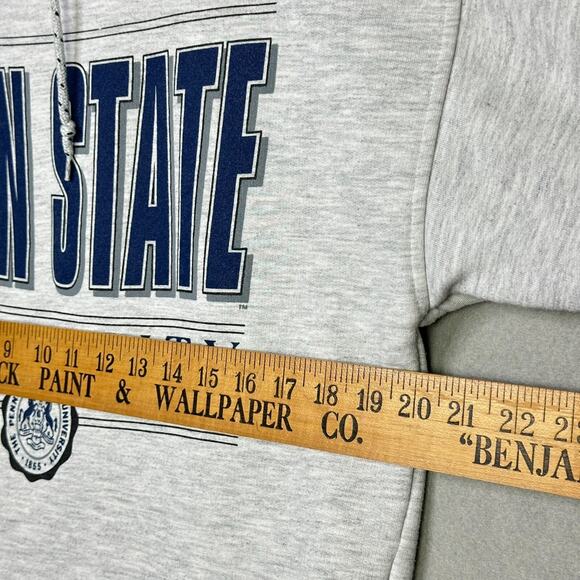 N STATE
TM
9 10 11 12 13 14 15 16 17 18 19 20 21 22 23
CK PAINT & WALLPAPER CO. "BENJA
1855